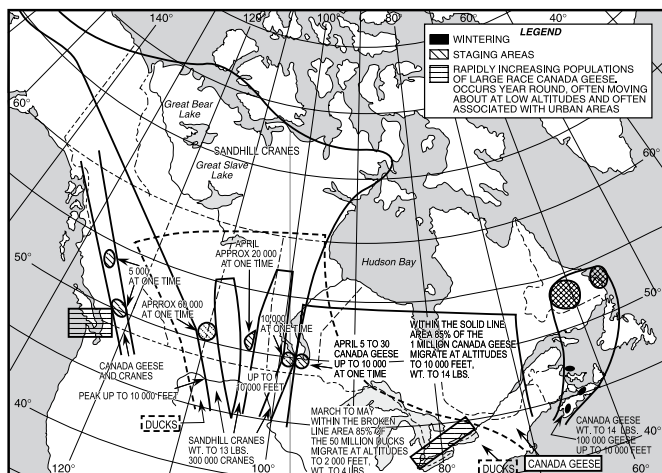 140°
120°
100°
80°
60°
40°
60°
LEGEND
WINTERING
STAGING AREAS
RAPIDLY INCREASING POPULATIONS
OF LARGE RACE CANADA GEESE.
OCCURS YEAR ROUND, OFTEN MOVING
ABOUT AT LOW ALTITUDES AND OFTEN
ASSOCIATED WITH URBAN AREAS
60°
50°
40°
60°
50°
40°
Great Bear
Lake
SANDHILL CRANES
Great Slave
Lake
Hudson Bay
5 000
AT ONE TIME
APRIL
APPROX 20 000
AT ONE TIME
APRROX 60 000
AT ONE TIME
10 000
AT ONE TIME
CANADA GEESE
AND CRANES
PEAK UP TO 10 000 FEET
UP TO
10 000 FEET
APRIL 5 TO 30
CANADA GEESE
UP TO 10 000
AT ONE TIME
WITHIN THE SOLID LINE
AREA 85% OF THE
1 MILLION CANADA GEESE
MIGRATE AT ALTITUDES
TO 10 000 FEET,
WT. TO 14 LBS.
DUCKS
SANDHILL CRANES
WT. TO 13 LBS.
300 000 CRANES
MARCH TO MAY
WITHIN THE BROKEN
LINE AREA 85% OF
THE 50 MILLION DUCKS
MIGRATE AT ALTITUDES
TO 2 000 FEET,
WT. TO 4 LBS.
CANADA GEESE
WT. TO 14 LBS.
100 000 GEESE
UP TO 10 000 FEET
DUCKS
CANADA GEESE
120°
100°
80°
60°